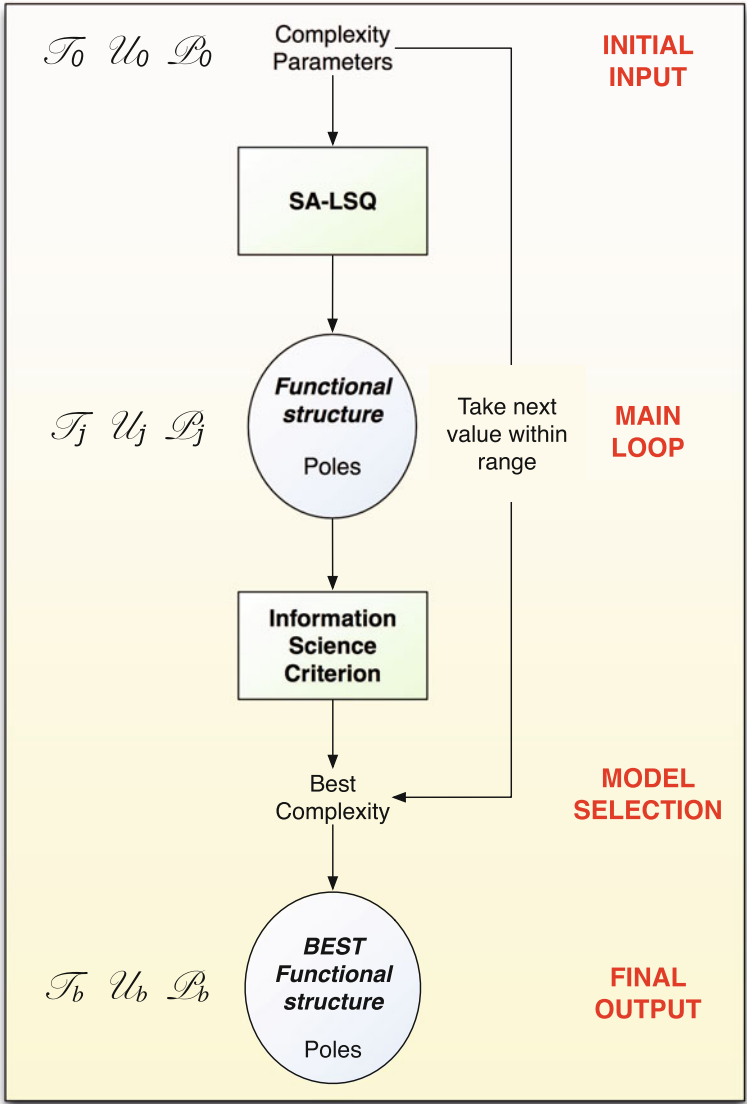 𝒯0 𝒰0 𝒫0
Complexity
Parameters
INITIAL
INPUT
SA-LSQ
𝒯j 𝒰j 𝒫j
Functional
structure
Poles
Take next
value within
range
MAIN
LOOP
Information
Science
Criterion
Best
Complexity
MODEL
SELECTION
𝒯b 𝒰b 𝒫b
BEST
Functional
structure
Poles
FINAL
OUTPUT